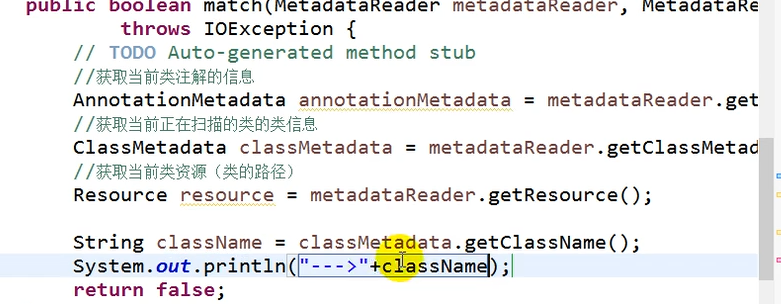 public boolean match(MetadataReader metadataReader, MetadataRe
throws IOException {
// TODO Auto-generated method stub
//获取当前类注解的信息
AnnotationMetadata annotationMetadata = metadataReader.get
//获取当前正在扫描的类的类信息
ClassMetadata classMetadata = metadataReader.getClassMetad
//获取当前类资源（类的路径）
Resource resource = metadataReader.getResource();
String className = classMetadata.getClassName();
System.out.println("--->"+className);
return false;